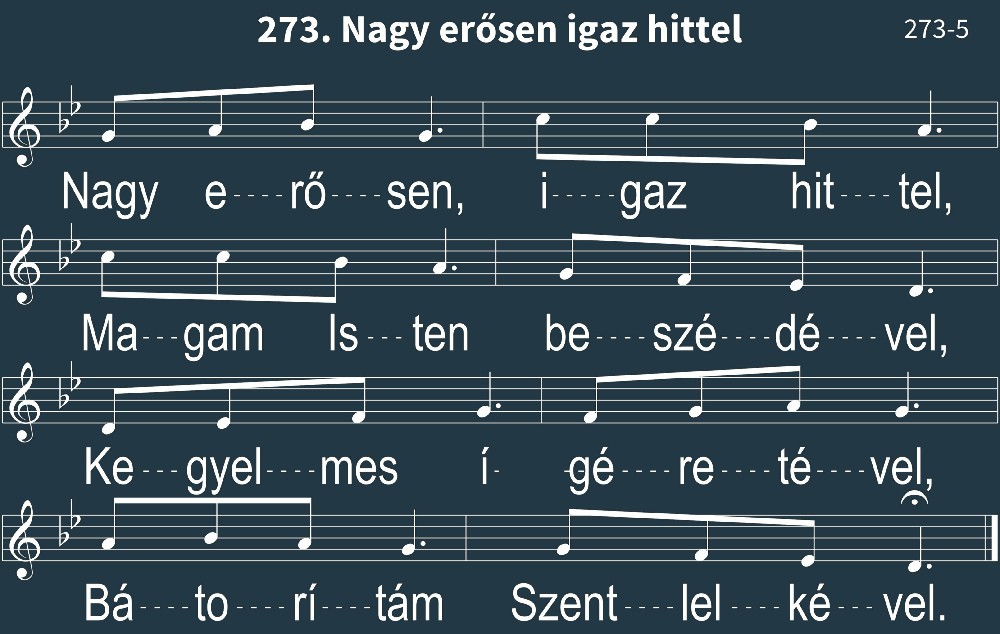 273. Nagy erősen igaz hittel
273-5
Nagy e----rő----sen, i-----gaz hit----tel,
Ma---gam Is---ten be----szé----dé----vel,
Ke---gyel----mes í- -gé----re----té----vel,
Bá----to----rí----tám Szent----lel----ké---vel.